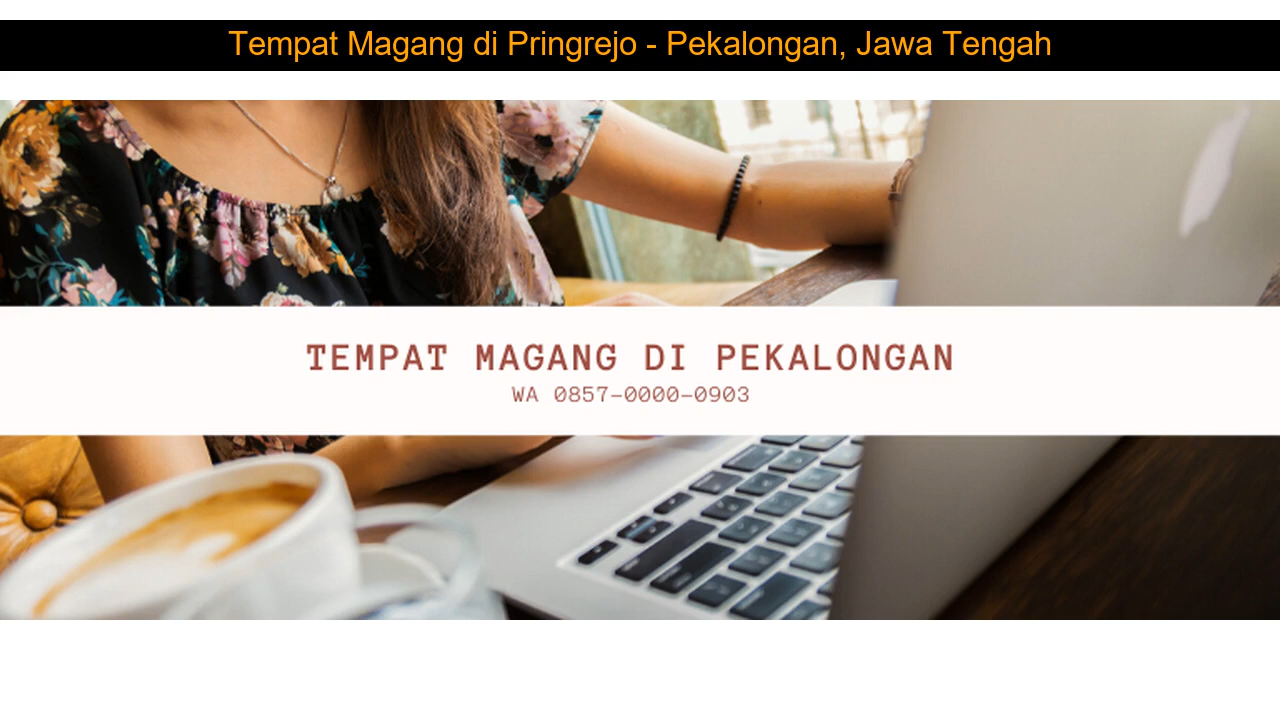 Tempat Magang di Pringrejo - Pekalongan, Jawa Tengah
TEMPAT MAGANG DI PEKALONGAN
WA 0857-0000-0903